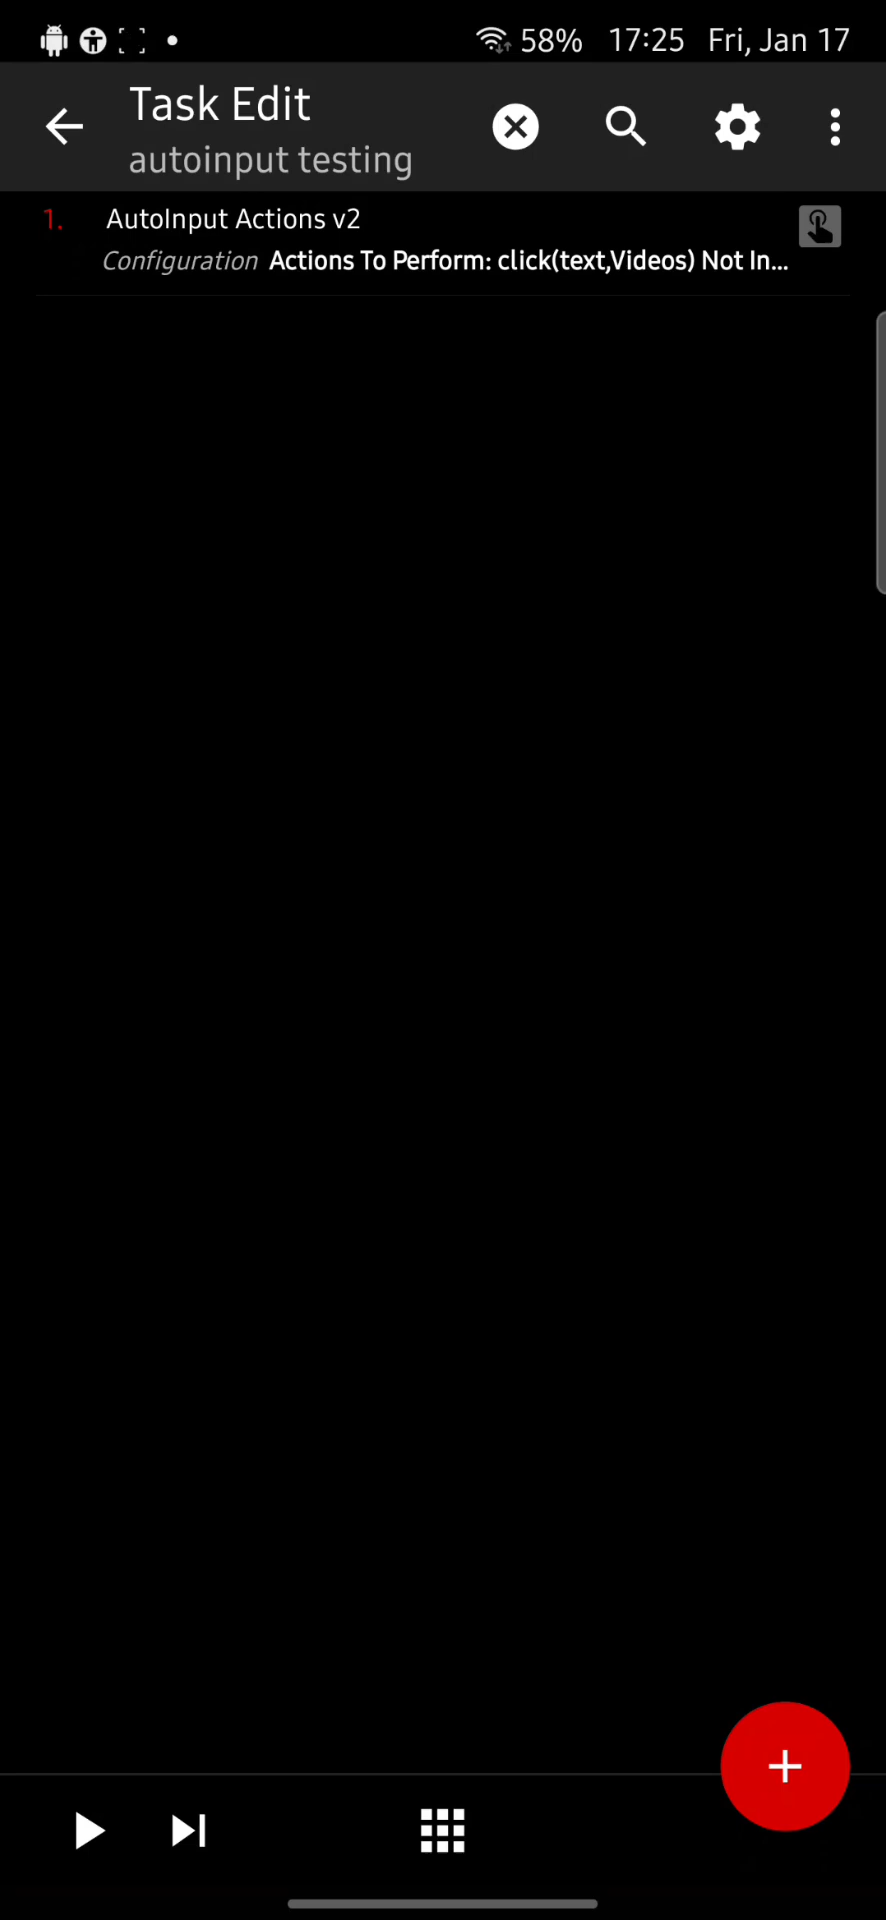 58% 17:25 Fri, Jan 17
Task Edit
autoinput testing
1. AutoInput Actions v2
Configuration Actions To Perform: click(text,Videos) Not In...